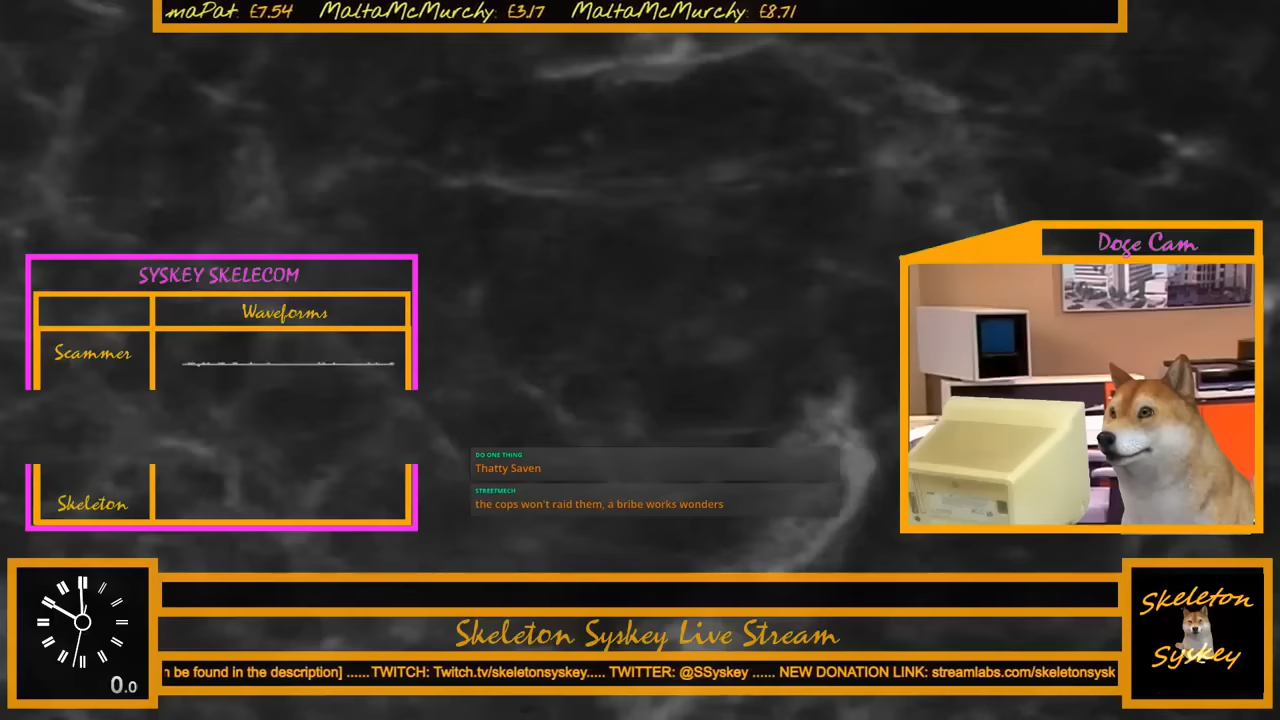 maPat: £7.54 MaltaMcMurchy: £3.17 MaltaMcMurchy: £8.71
Doge Cam
SYSKEY SKELECOM
Waveforms
Scammer
Skeleton
DO ONE THING
Thatty Saven
STREETMECH
the cops won't raid them, a bribe works wonders
Skeleton Syskey Live Stream
be found in the description] ...... TWITCH: Twitch.tv/skeletonsyskey..... TWITTER: @SSyskey ...... NEW DONATION LINK: streamlabs.com/skeletonsysk
0.0
Skeleton
Syskey